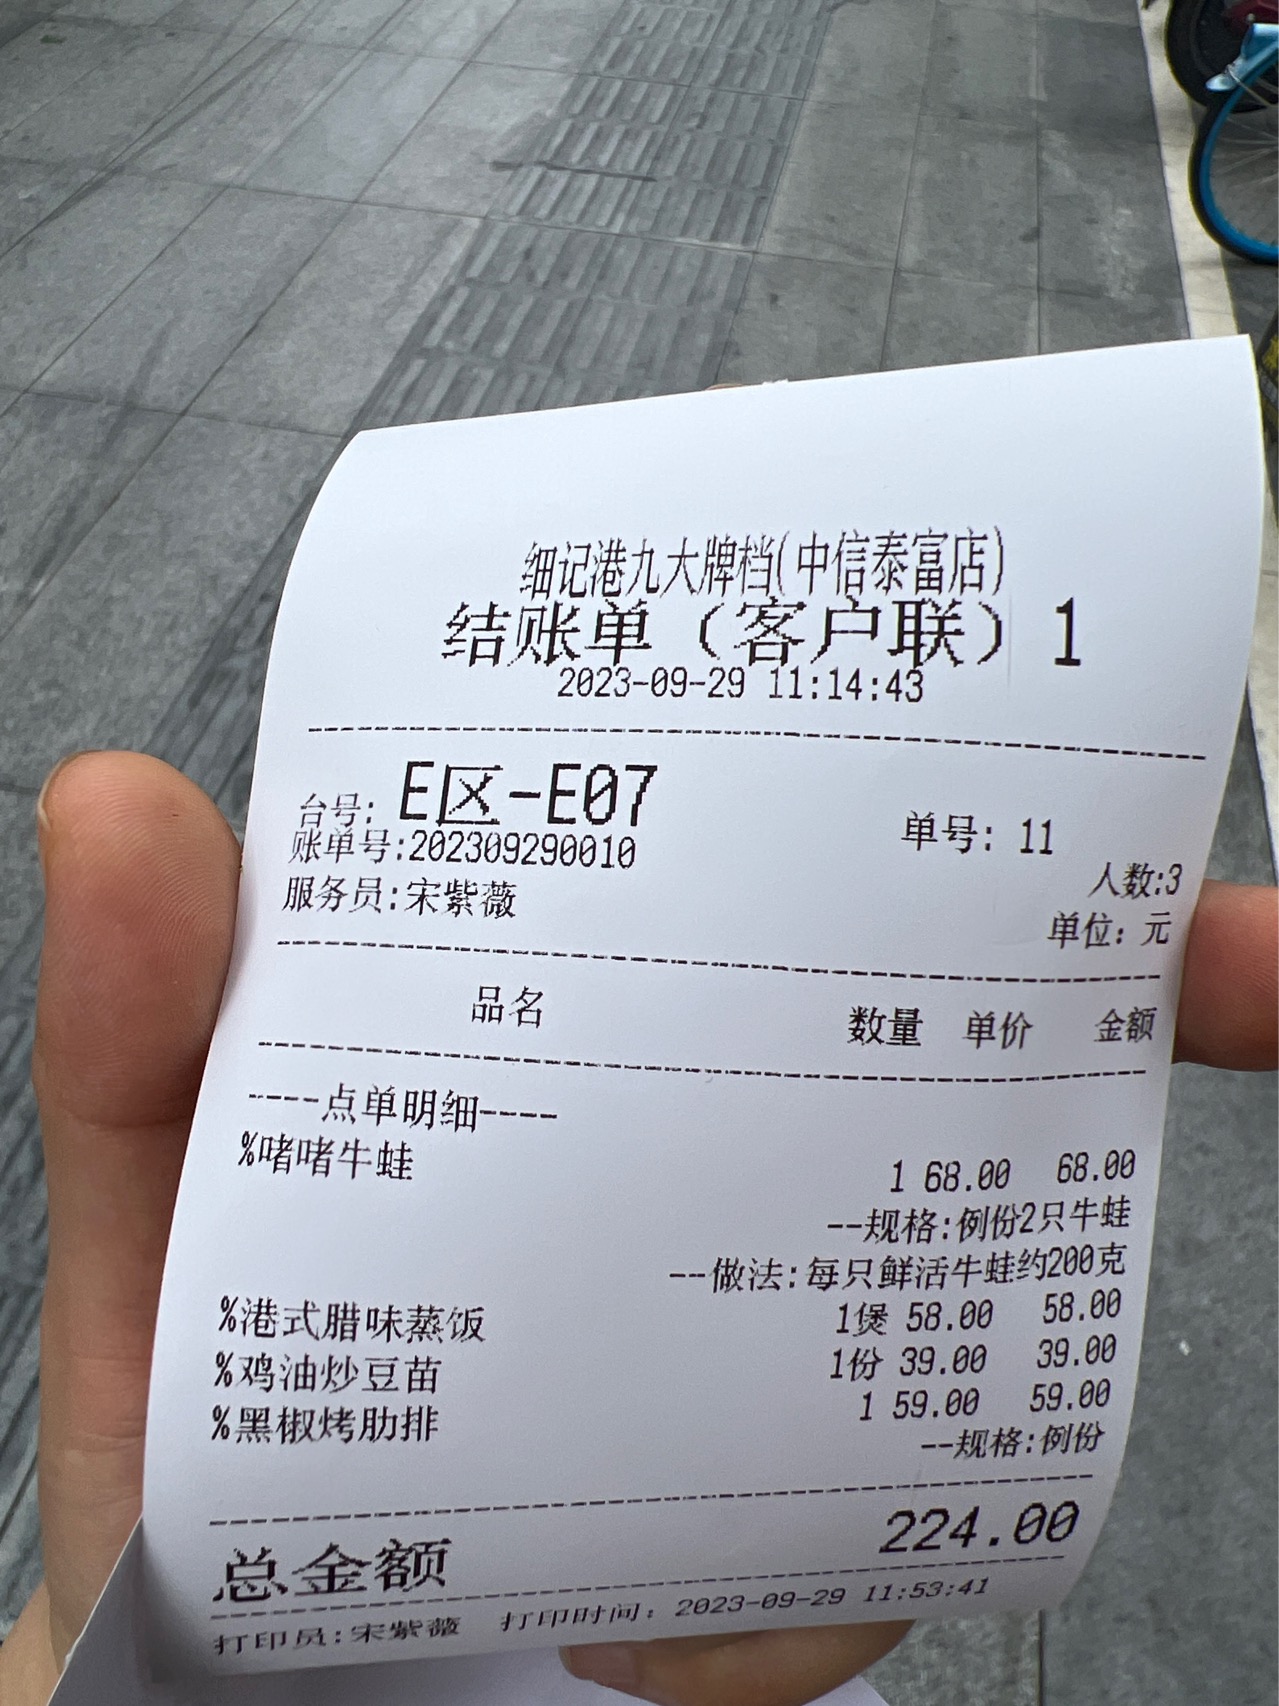 细记港九大牌档(中信泰富店)
结账单（客户联）1
2023-09-29 11:14:43
台号: E区-E07
单号: 11
账单号:202309290010
人数:3
服务员:宋紫薇
单位: 元
品名 数量 单价 金额
----点单明细----
%啫啫牛蛙 1 68.00 68.00
--规格:例份2只牛蛙
--做法:每只鲜活牛蛙约200克
%港式腊味蒸饭 1煲 58.00 58.00
%鸡油炒豆苗 1份 39.00 39.00
%黑椒烤肋排 1 59.00 59.00
--规格:例份
总金额 224.00
打印员:宋紫薇 打印时间: 2023-09-29 11:53:41